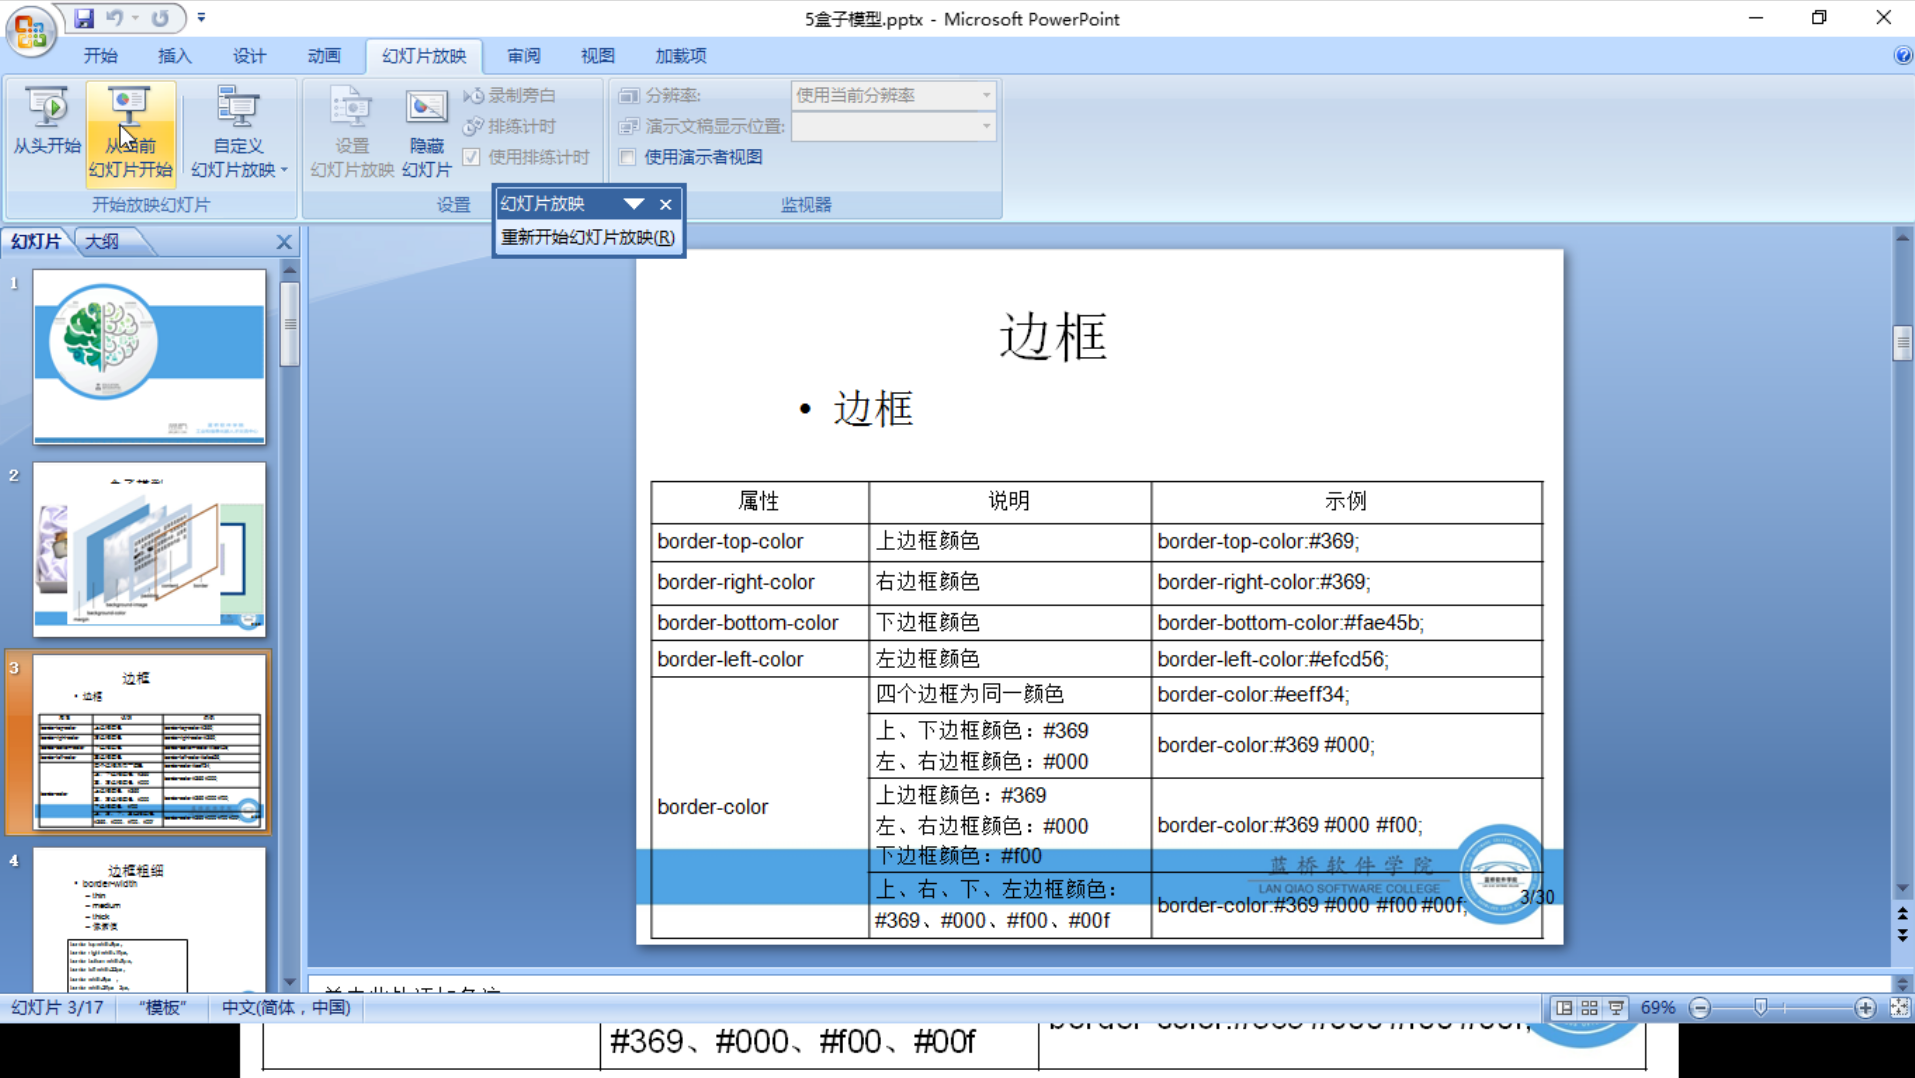 5盒子模型.pptx - Microsoft PowerPoint
开始 插入 设计 动画 幻灯片放映 审阅 视图 加载项
从头开始
从当前
幻灯片开始
自定义
幻灯片放映
开始放映幻灯片
设置
幻灯片放映
隐藏
幻灯片
录制旁白
排练计时
使用排练计时
设置
分辨率:
使用当前分辨率
演示文稿显示位置:
使用演示者视图
监视器
幻灯片放映
重新开始幻灯片放映(R)
幻灯片 大纲
1
2
background-image
background-color
margin
3
边框
• 边框
4
边框粗细
• border-width
– thin
– medium
– thick
– 像素值
边框
• 边框
属性 说明 示例
border-top-color 上边框颜色 border-top-color:#369;
border-right-color 右边框颜色 border-right-color:#369;
border-bottom-color 下边框颜色 border-bottom-color:#fae45b;
border-left-color 左边框颜色 border-left-color:#efcd56;
border-color
四个边框为同一颜色 border-color:#eeff34;
上、下边框颜色：#369
左、右边框颜色：#000
border-color:#369 #000;
上边框颜色：#369
左、右边框颜色：#000
下边框颜色：#f00
border-color:#369 #000 #f00;
上、右、下、左边框颜色：
#369、#000、#f00、#00f
border-color:#369 #000 #f00 #00f;
蓝桥软件学院
LAN QIAO SOFTWARE COLLEGE
3/30
幻灯片 3/17 “模板” 中文(简体，中国) 69%
#369、#000、#f00、#00f